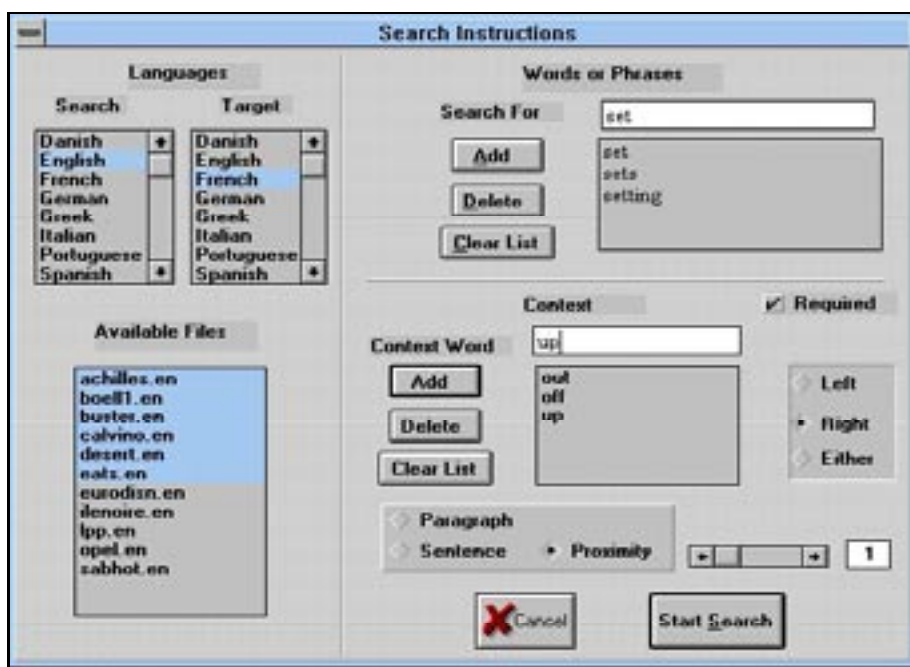 Search Instructions
Languages
Search
Target
Danish
English
French
German
Greek
Italian
Portuguese
Spanish
Danish
English
French
German
Greek
Italian
Portuguese
Spanish
Available Files
achilles.en
boell1.en
buster.en
calvino.en
desert.en
eats.en
eurodisn.en
ilenoire.en
lpp.en
opel.en
sabhot.en
Words or Phrases
Search For
set
Add
Delete
Clear List
set
sets
setting
Context
Required
Context Word
up
Add
Delete
Clear List
out
off
up
Left
Right
Either
Paragraph
Sentence
Proximity
1
Cancel
Start Search